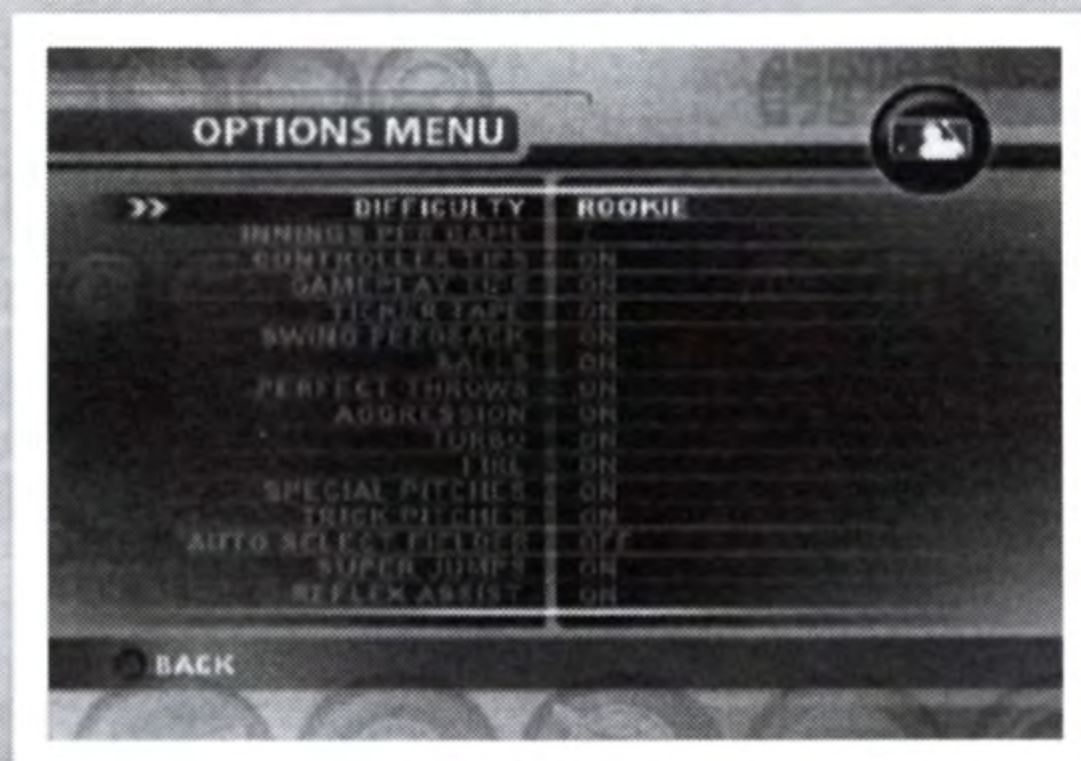 OPTIONS MENU
>> DIFFICULTY ROOKIE
INNINGS PER GAME
CONTROLLER TIPS ON
GAMEPLAY TIPS ON
TICKER TAPE ON
SWING FEEDBACK ON
BALLS ON
PERFECT THROWS ON
AGGRESSION ON
TURBO ON
FIRE ON
SPECIAL PITCHES ON
TRICK PITCHES ON
AUTO SELECT FIELDER OFF
SUPER JUMPS ON
REFLEX ASSIST ON
BACK